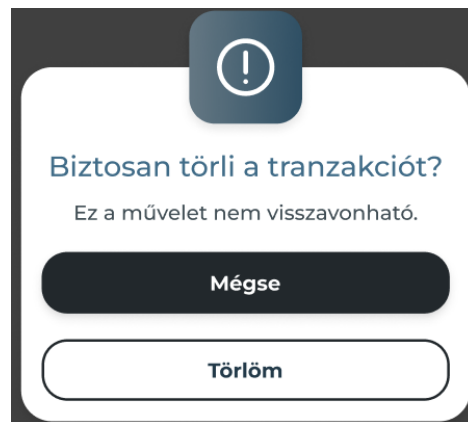 Biztosan törli a tranzakciót?
Ez a művelet nem visszavonható.
Mégse
Törlöm